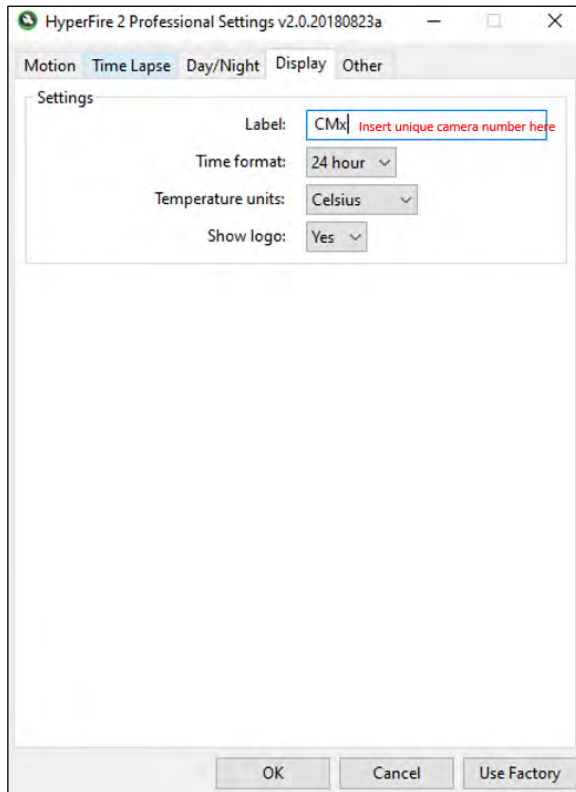 HyperFire 2 Professional Settings v2.0.20180823a
Motion Time Lapse Day/Night Display Other
Settings
Label: CMx Insert unique camera number here
Time format: 24 hour
Temperature units: Celsius
Show logo: Yes
OK Cancel Use Factory